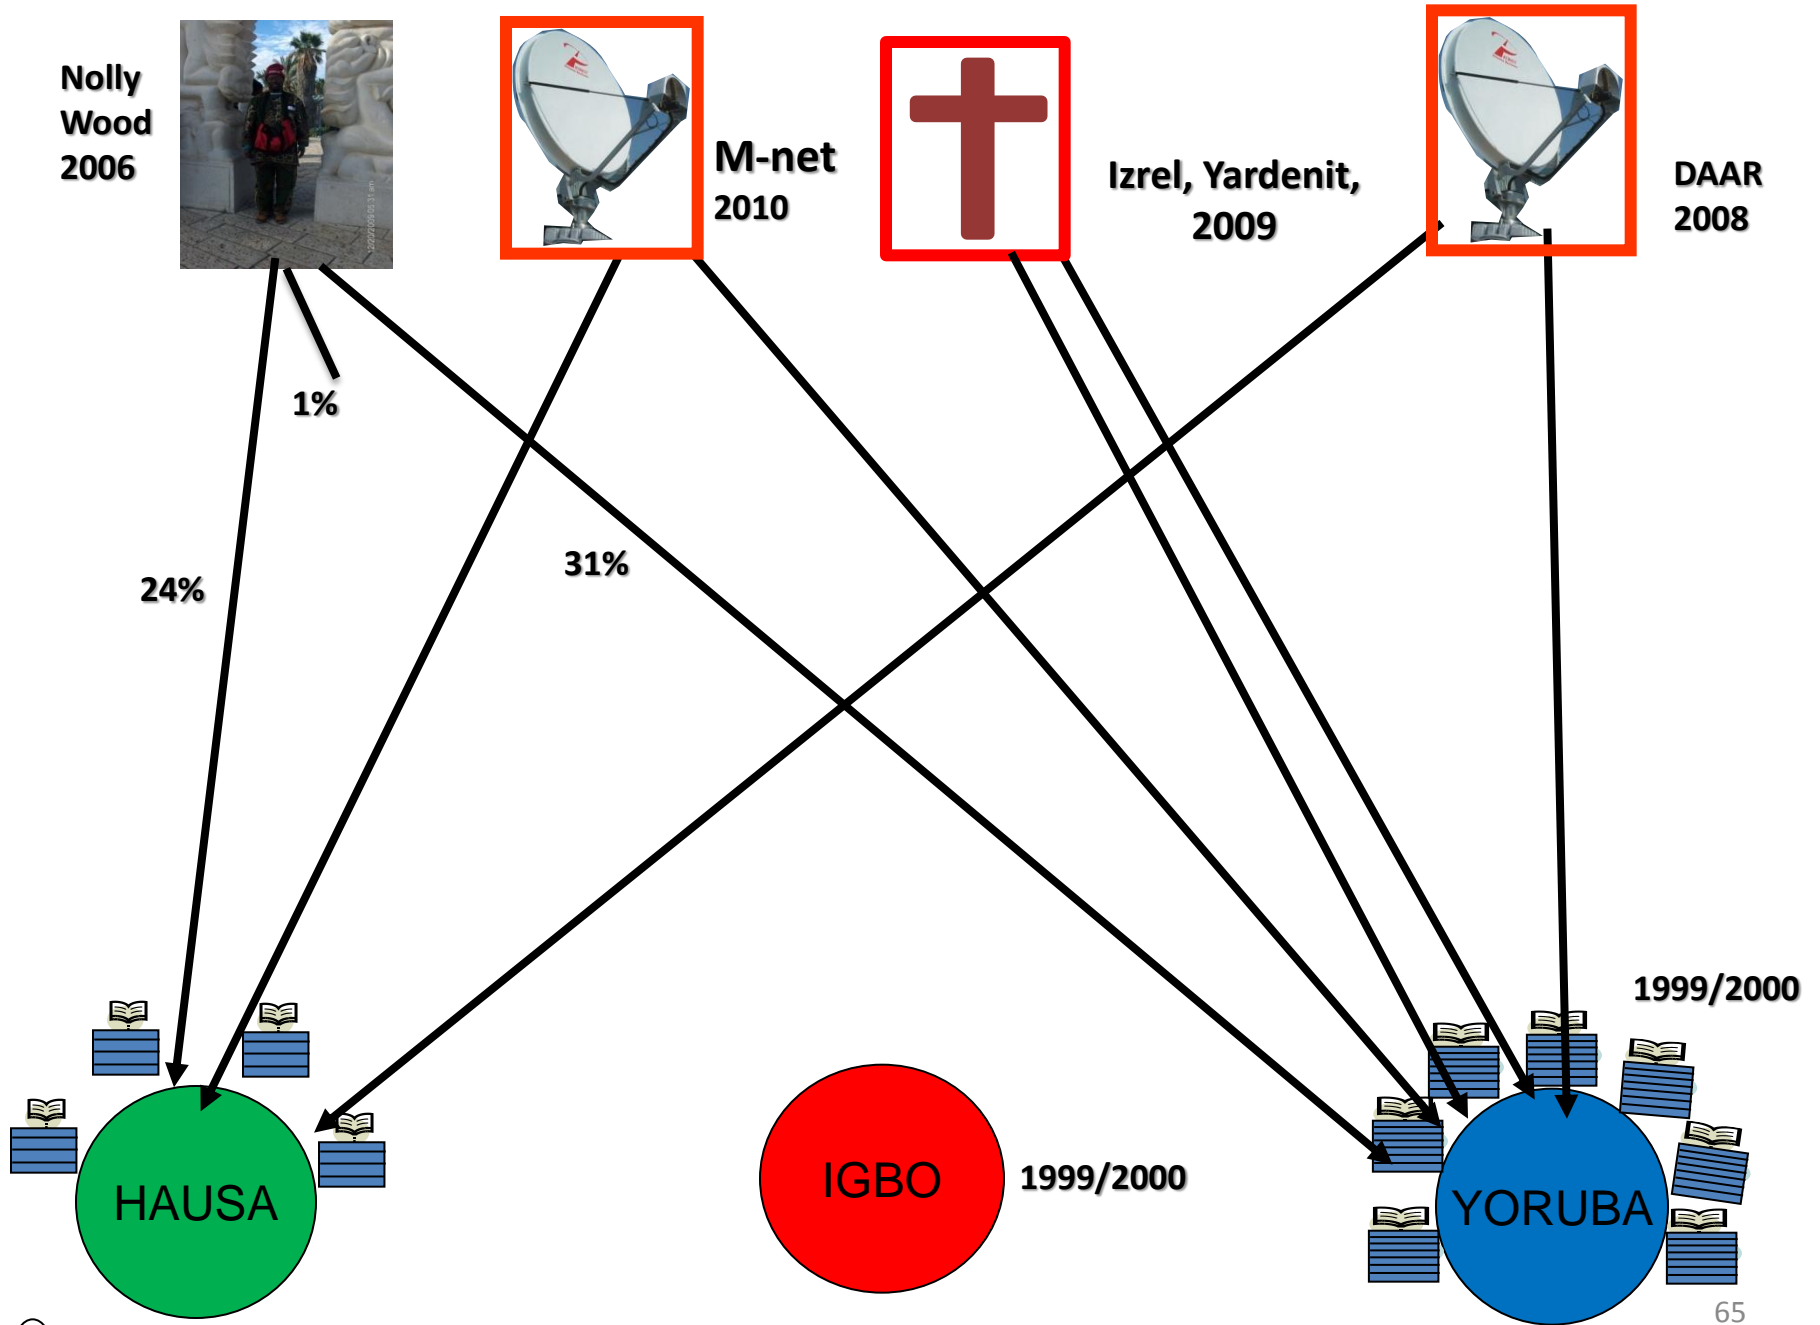 Nolly
Wood
2006
M-net
2010
Izrel, Yardenit,
2009
DAAR
2008
1%
31%
24%
1999/2000
HAUSA
IGBO
1999/2000
YORUBA
65